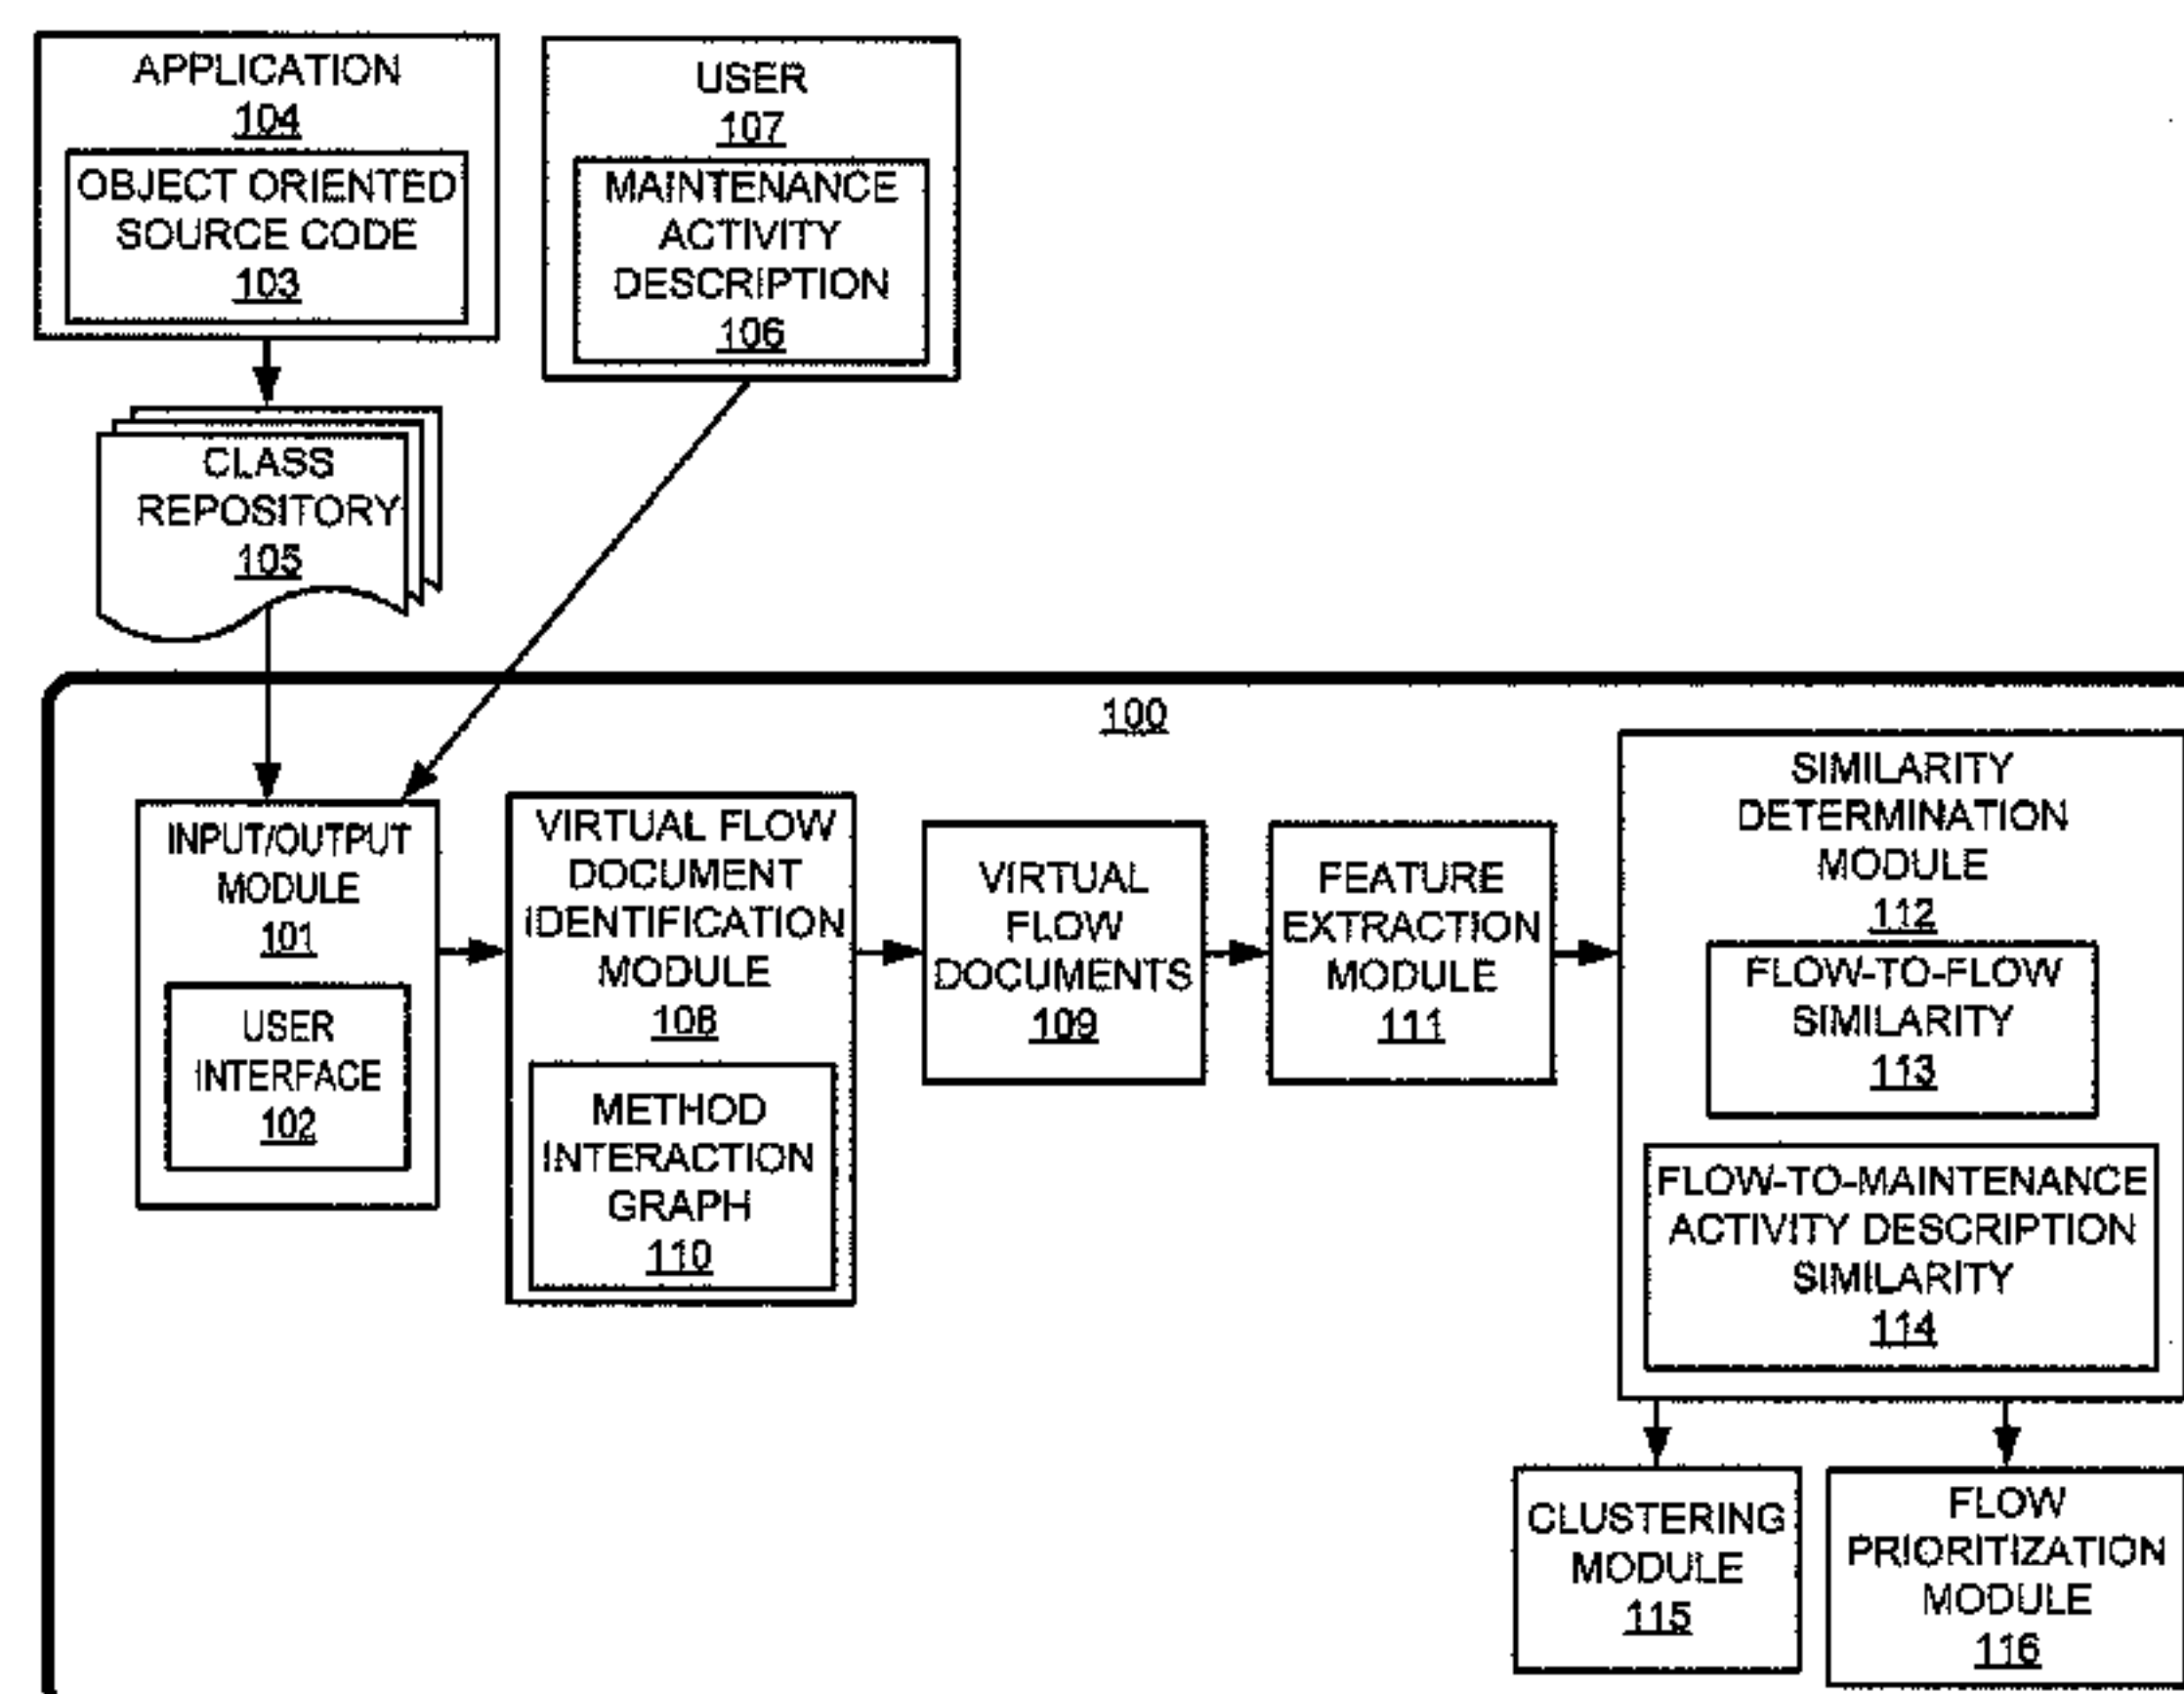 APPLICATION
104
OBJECT ORIENTED
SOURCE CODE
103
USER
107
MAINTENANCE
ACTIVITY
DESCRIPTION
106
CLASS
REPOSITORY
105
100
INPUT/OUTPUT
MODULE
101
USER
INTERFACE
102
VIRTUAL FLOW
DOCUMENT
IDENTIFICATION
MODULE
108
METHOD
INTERACTION
GRAPH
110
VIRTUAL
FLOW
DOCUMENTS
109
FEATURE
EXTRACTION
MODULE
111
SIMILARITY
DETERMINATION
MODULE
112
FLOW-TO-FLOW
SIMILARITY
113
FLOW-TO-MAINTENANCE
ACTIVITY DESCRIPTION
SIMILARITY
114
CLUSTERING
MODULE
115
FLOW
PRIORITIZATION
MODULE
116